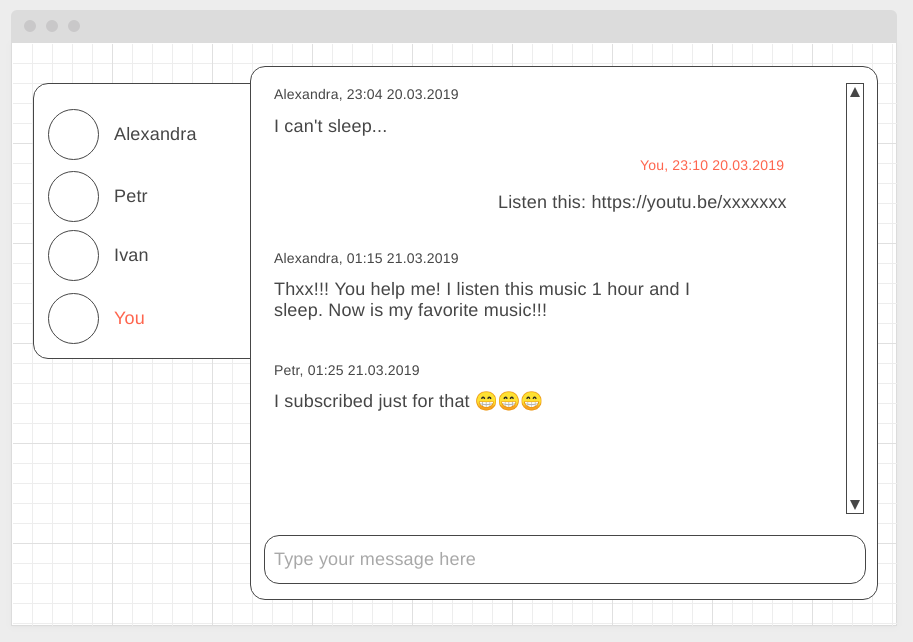 Alexandra
Petr
Ivan
You
Alexandra, 23:04 20.03.2019
I can't sleep...
You, 23:10 20.03.2019
Listen this: https://youtu.be/xxxxxxx
Alexandra, 01:15 21.03.2019
Thxx!!! You help me! I listen this music 1 hour and I
sleep. Now is my favorite music!!!
Petr, 01:25 21.03.2019
I subscribed just for that 😁😁😁
Type your message here